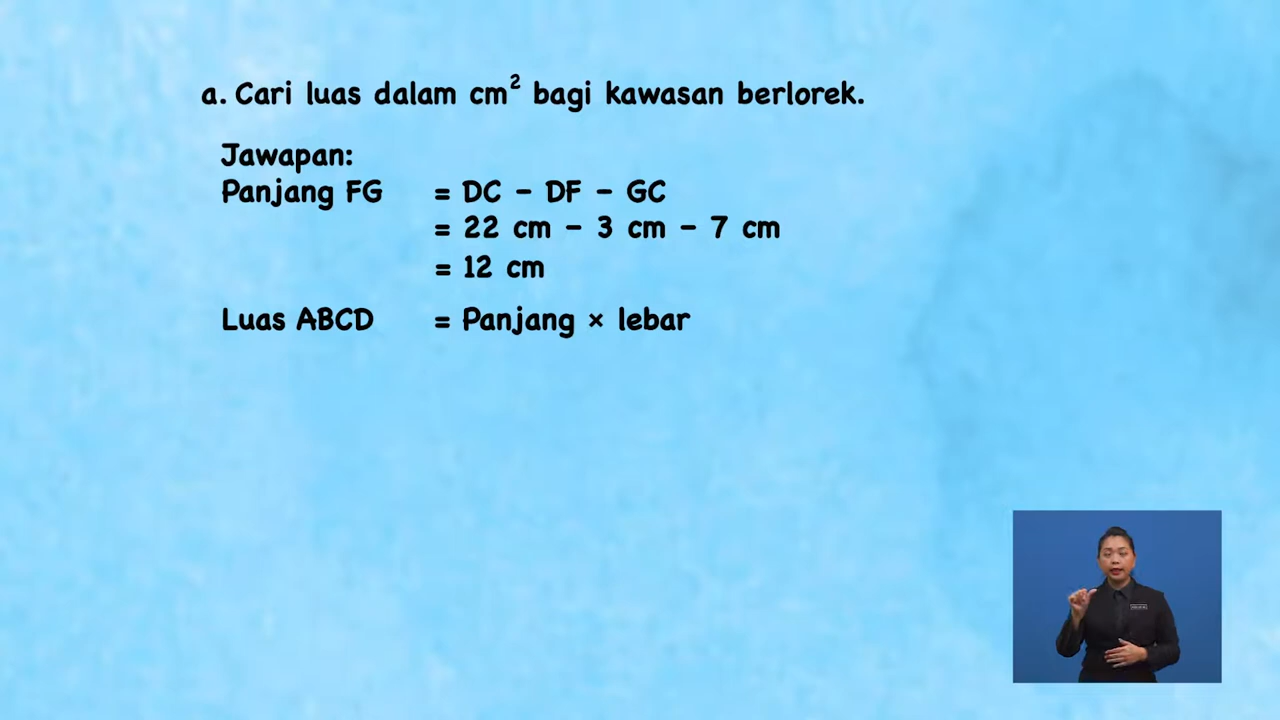 a. Cari luas dalam cm² bagi kawasan berlorek.
Jawapan:
Panjang FG = DC – DF – GC
= 22 cm – 3 cm – 7 cm
= 12 cm
Luas ABCD = Panjang × lebar